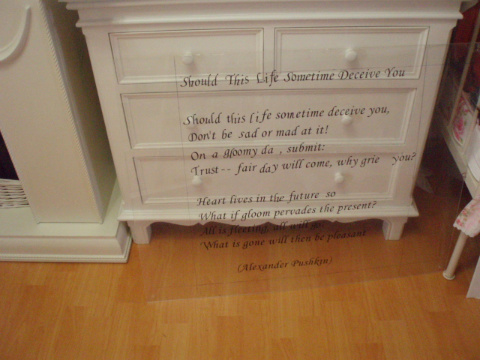 Should This Life Sometime Deceive You
Should this life sometime deceive you,
Don't be sad or mad at it!
On a gloomy da , submit:
Trust -- fair day will come, why grie you?
Heart lives in the future so
What if gloom pervades the present?
All is fleeting, all will
What is gone will then be pleasant
(Alexander Pushkin)